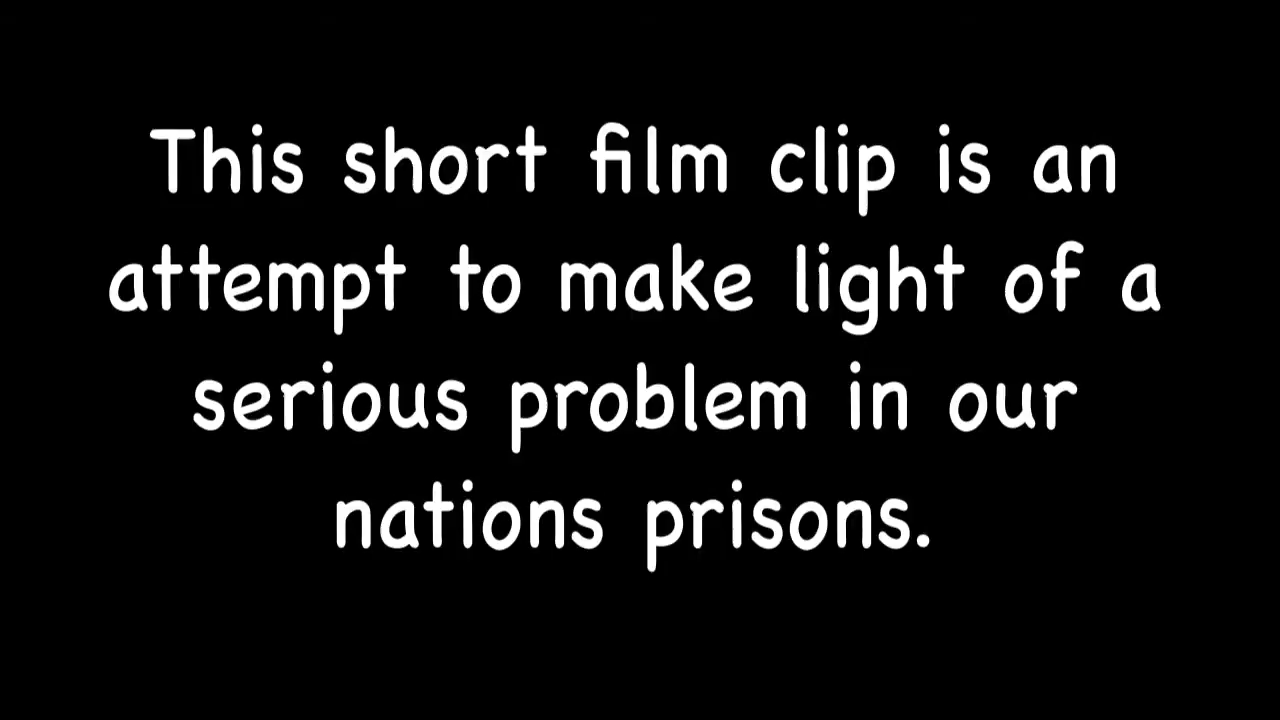 This short film clip is an
attempt to make light of a
serious problem in our
nations prisons.